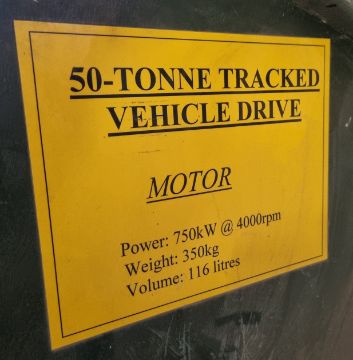 50-TONNE TRACKED
VEHICLE DRIVE
MOTOR
Power: 750kW @ 4000rpm
Weight: 350kg
Volume: 116 litres